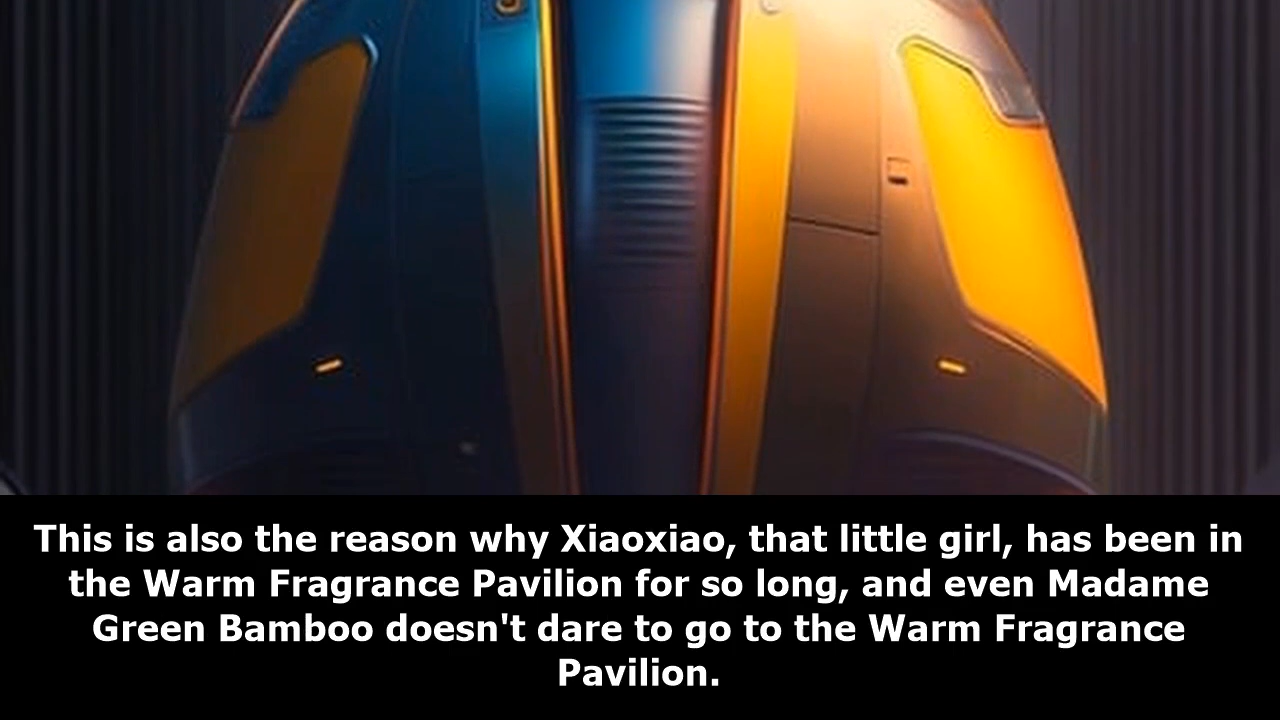 This is also the reason why Xiaoxiao, that little girl, has been in
the Warm Fragrance Pavilion for so long, and even Madame
Green Bamboo doesn't dare to go to the Warm Fragrance
Pavilion.